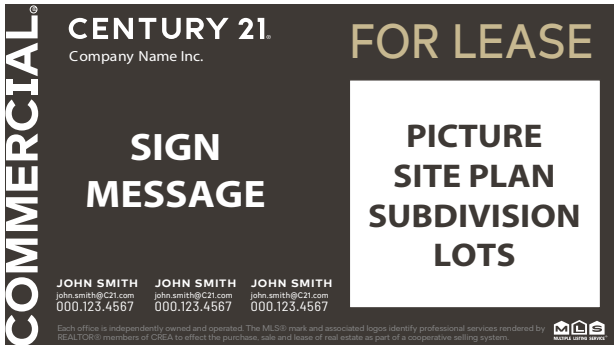 COMMERCIAL®
CENTURY 21®
Company Name Inc.
FOR LEASE
SIGN
MESSAGE
PICTURE
SITE PLAN
SUBDIVISION
LOTS
JOHN SMITH
john.smith@C21.com
000.123.4567
JOHN SMITH
john.smith@C21.com
000.123.4567
JOHN SMITH
john.smith@C21.com
000.123.4567
Each office is independently owned and operated. The MLS® mark and associated logos identify professional services rendered by
REALTOR® members of CREA to effect the purchase, sale and lease of real estate as part of a cooperative selling system.
MLS
MULTIPLE LISTING SERVICE®